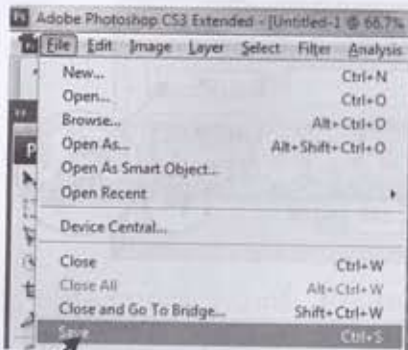 Adobe Photoshop CS3 Extended - [Untitled-1 @ 66.7%
File Edit Image Layer Select Filter Analysis
New... Ctrl+N
Open... Ctrl+O
Browse... Alt+Ctrl+O
Open As... Alt+Shift+Ctrl+O
Open As Smart Object...
Open Recent
Device Central...
Close Ctrl+W
Close All Alt+Ctrl+W
Close and Go To Bridge... Shift+Ctrl+W
Save Ctrl+S